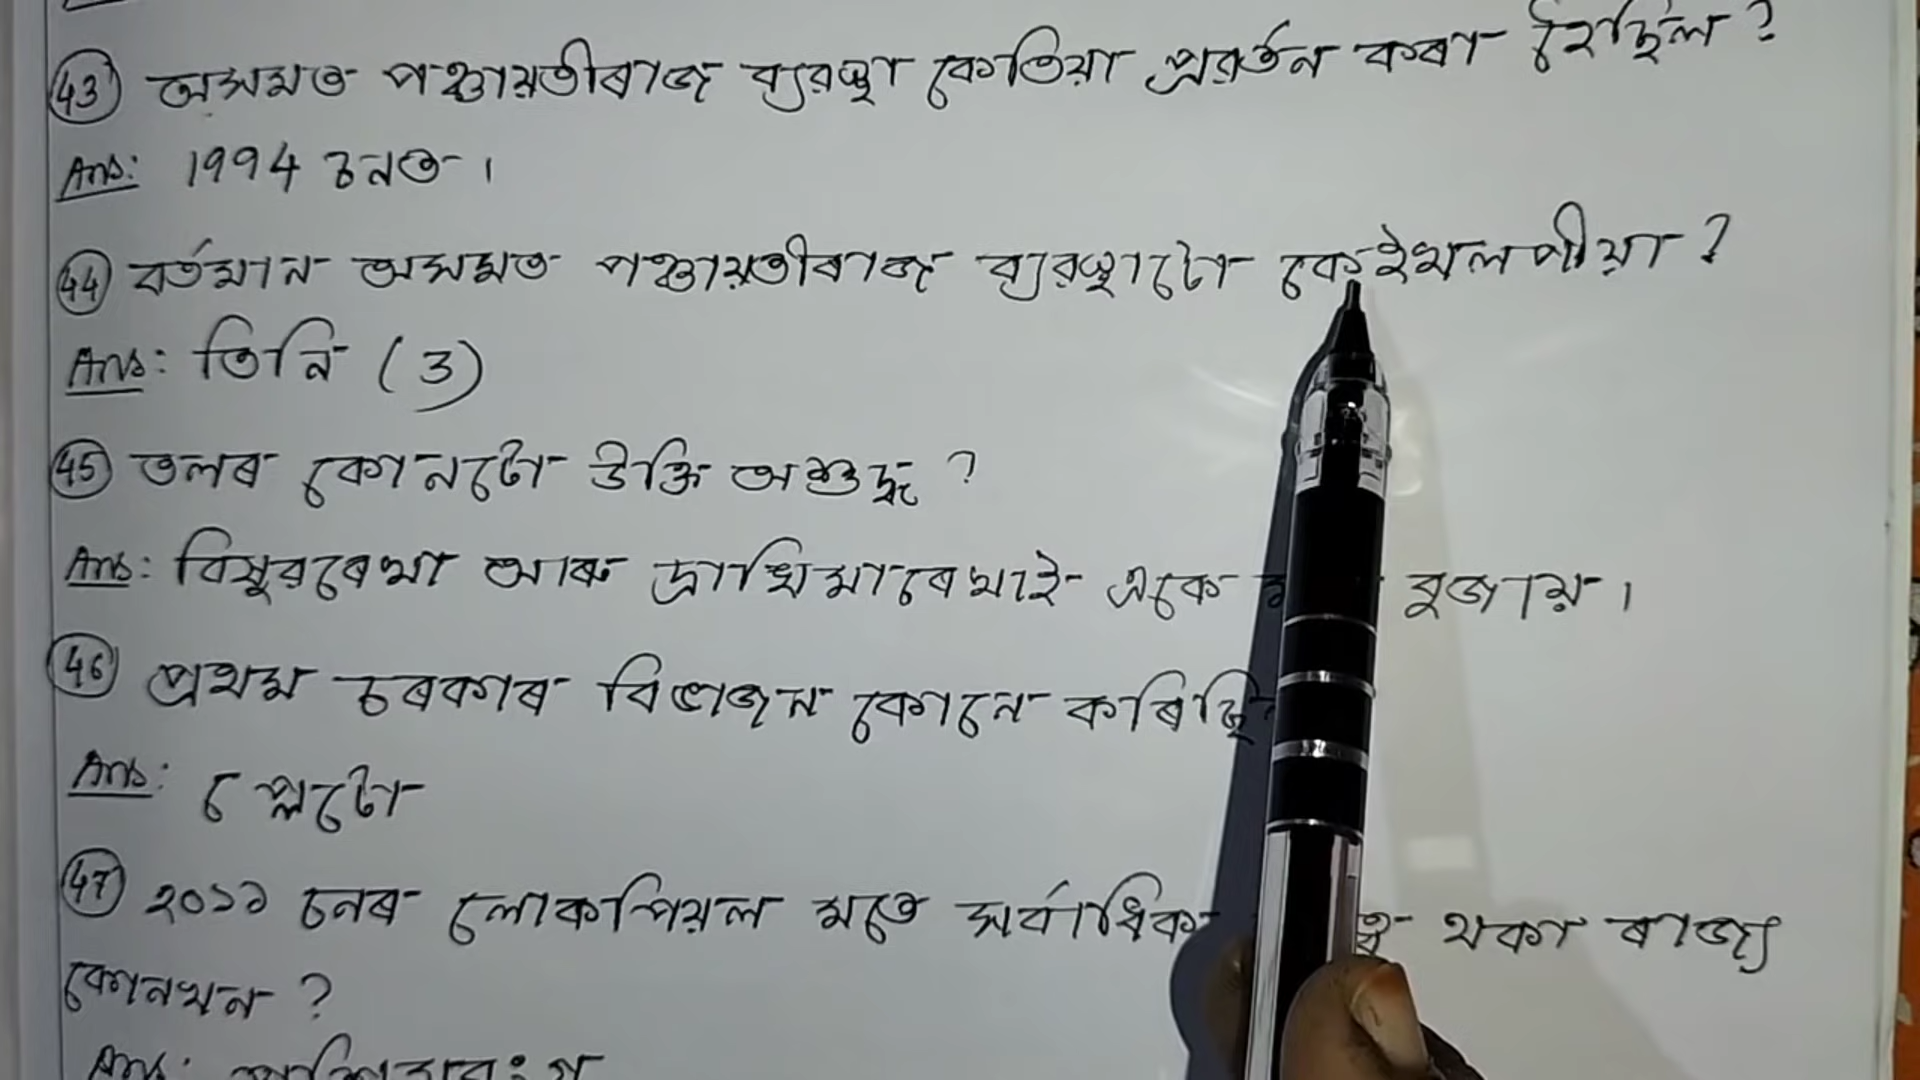 43 অসমত পঞ্চায়তীৰাজ ব্যৱস্থা কেতিয়া প্ৰৱৰ্তন কৰা হৈছিল ?
Ans: 1994 চনত ।
44 বৰ্তমান অসমত পঞ্চায়তীৰাজ ব্যৱস্থাটো কেইখলপীয়া ?
Ans: তিনি (3)
45 তলৰ কোনটো উক্তি অশুদ্ধ ?
Ans: বিষুৱৰেখা আৰু দ্ৰাঘিমাৰেখাই একে বুজায় ।
46 প্ৰথম চৰকাৰ বিভাজন কোনে
Ans: প্লেটো
47 ২০১১ চনৰ লোকপিয়ল মতে সৰ্বাধিক থকা ৰাজ্য
কোনখন ?
Ans: